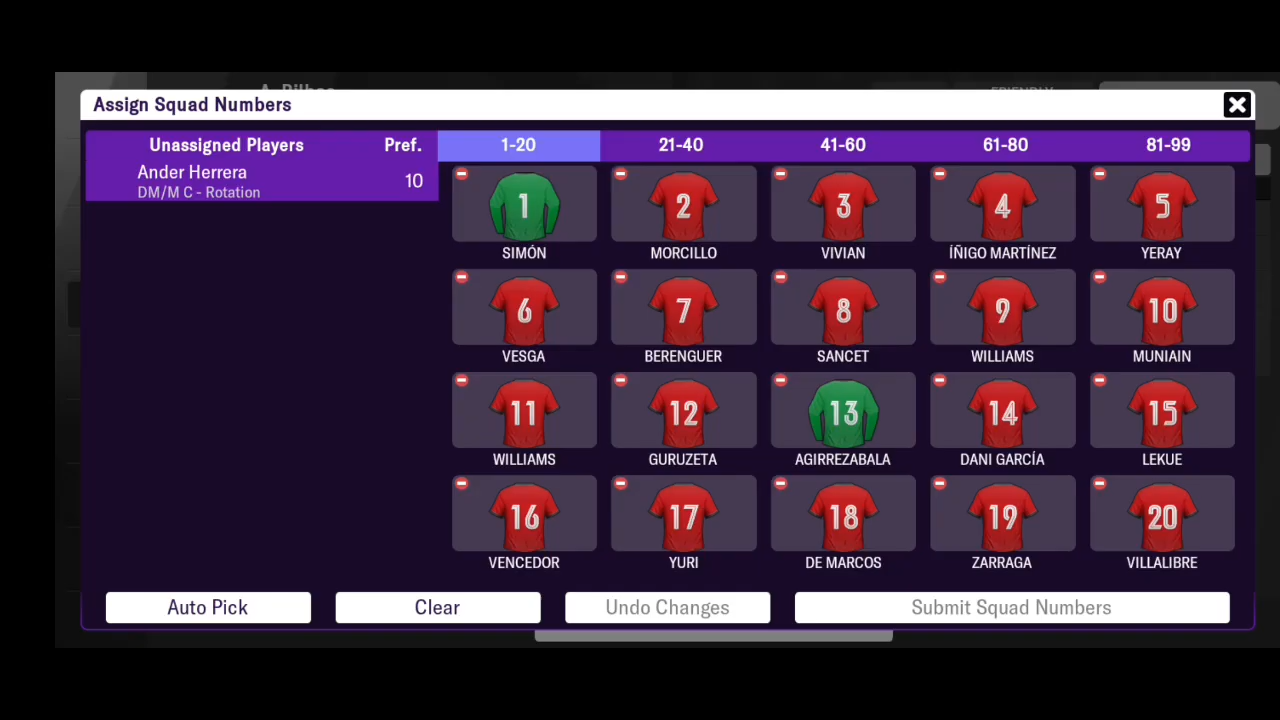 A. Bilbao
FRIENDLY
Assign Squad Numbers
Unassigned Players Pref.
1-20 21-40 41-60 61-80 81-99
Ander Herrera
DM/M C - Rotation
10
1 2 3 4 5
SIMÓN MORCILLO VIVIAN ÍÑIGO MARTÍNEZ YERAY
6 7 8 9 10
VESGA BERENGUER SANCET WILLIAMS MUNIAIN
11 12 13 14 15
WILLIAMS GURUZETA AGIRREZABALA DANI GARCÍA LEKUE
16 17 18 19 20
VENCEDOR YURI DE MARCOS ZARRAGA VILLALIBRE
Auto Pick Clear Undo Changes Submit Squad Numbers